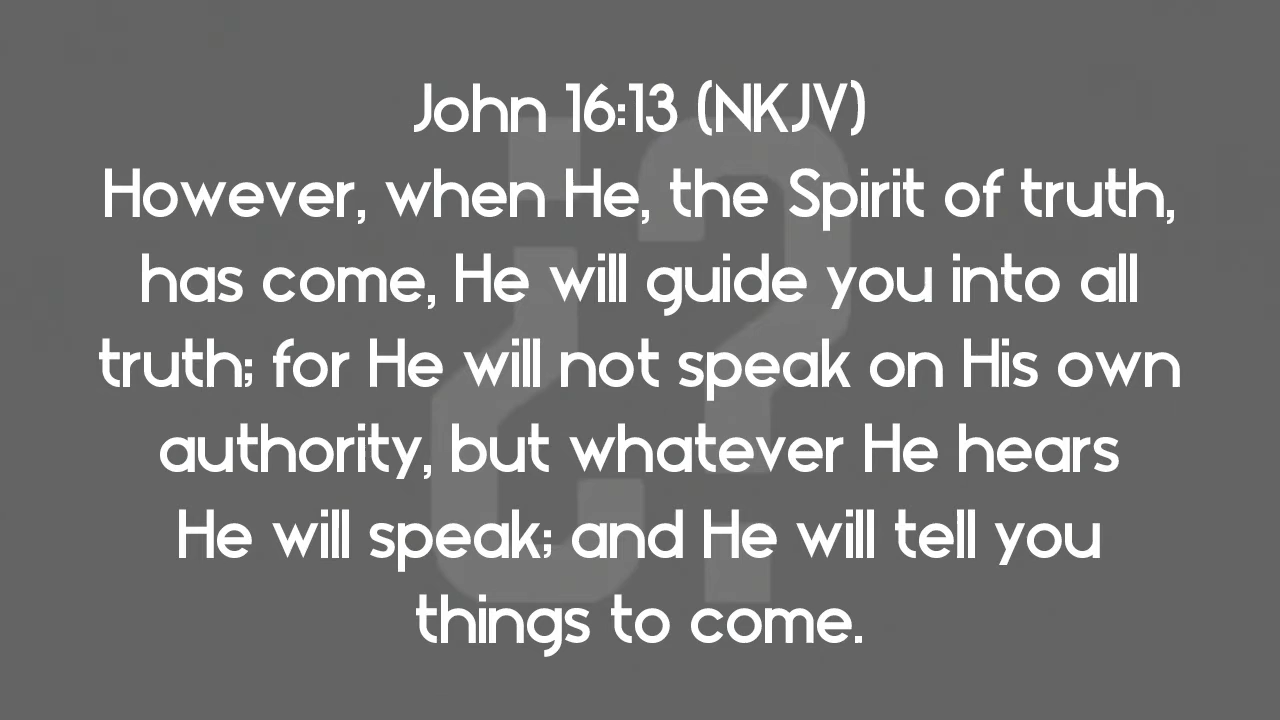 John 16:13 (NKJV)
However, when He, the Spirit of truth,
has come, He will guide you into all
truth; for He will not speak on His own
authority, but whatever He hears
He will speak; and He will tell you
things to come.